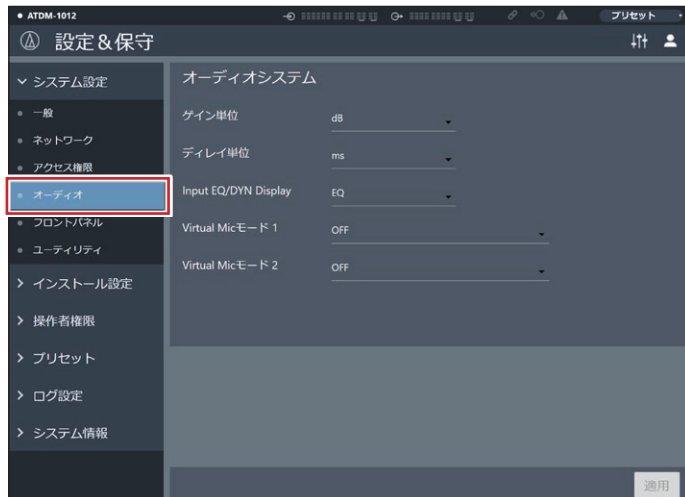 ATDM-1012
プリセット
設定&保守
システム設定
一般
ネットワーク
アクセス権限
オーディオ
フロントパネル
ユーティリティ
インストール設定
操作者権限
プリセット
ログ設定
システム情報
オーディオシステム
ゲイン単位 dB
ディレイ単位 ms
Input EQ/DYN Display EQ
Virtual Micモード 1 OFF
Virtual Micモード 2 OFF
適用